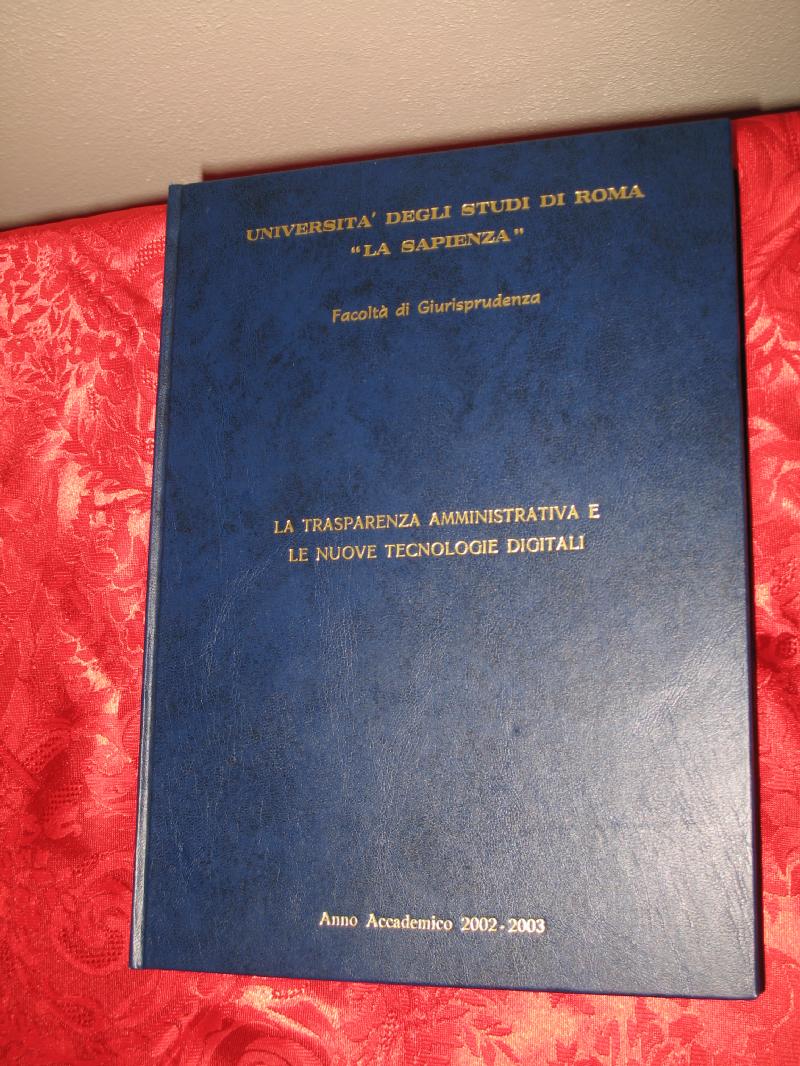 UNIVERSITA' DEGLI STUDI DI ROMA
"LA SAPIENZA"
Facoltà di Giurisprudenza
LA TRASPARENZA AMMINISTRATIVA E
LE NUOVE TECNOLOGIE DIGITALI
Anno Accademico 2002-2003